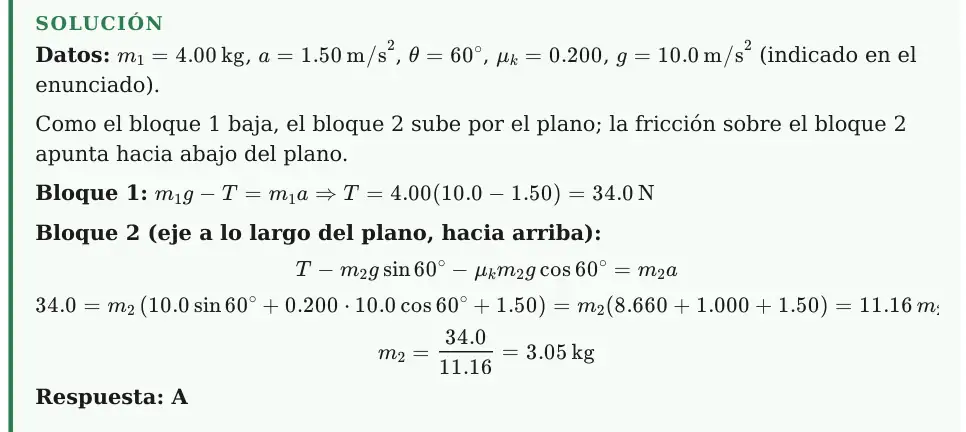 SOLUCIÓN
Datos: m₁ = 4.00 kg, a = 1.50 m/s², θ = 60°, μₖ = 0.200, g = 10.0 m/s² (indicado en el
enunciado).
Como el bloque 1 baja, el bloque 2 sube por el plano; la fricción sobre el bloque 2
apunta hacia abajo del plano.
Bloque 1: m₁g − T = m₁a ⇒ T = 4.00(10.0 − 1.50) = 34.0 N
Bloque 2 (eje a lo largo del plano, hacia arriba):
T − m₂g sin 60° − μₖm₂g cos 60° = m₂a
34.0 = m₂ (10.0 sin 60° + 0.200 · 10.0 cos 60° + 1.50) = m₂(8.660 + 1.000 + 1.50) = 11.16 m₂
m₂ = 34.0/11.16 = 3.05 kg
Respuesta: A